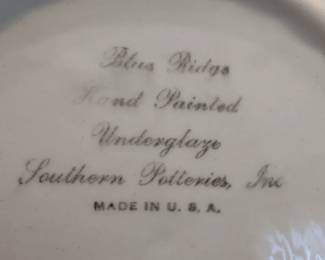 Blue Ridge
Hand Painted
Underglaze
Southern Potteries, Inc
MADE IN U. S. A.